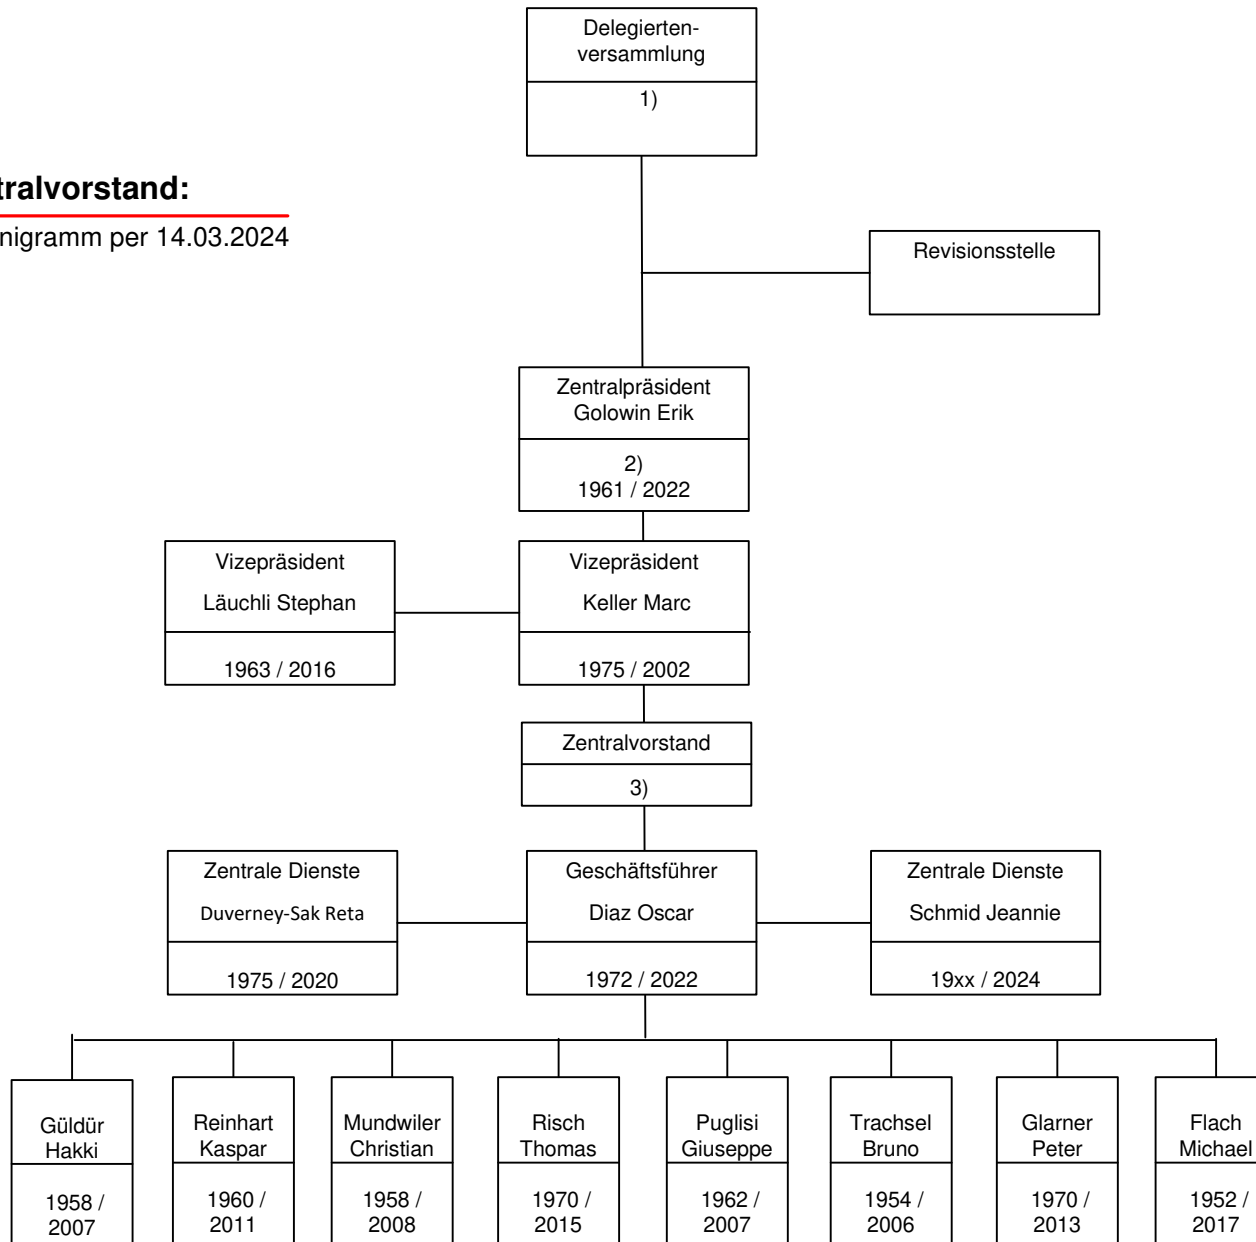 Delegierten-
versammlung
1)
tralvorstand:
nigramm per 14.03.2024
Revisionsstelle
Zentralpräsident
Golowin Erik
2)
1961 / 2022
Vizepräsident
Läuchli Stephan
1963 / 2016
Vizepräsident
Keller Marc
1975 / 2002
Zentralvorstand
3)
Zentrale Dienste
Duverney-Sak Reta
1975 / 2020
Geschäftsführer
Diaz Oscar
1972 / 2022
Zentrale Dienste
Schmid Jeannie
19xx / 2024
Güldür
Hakki
1958 /
2007
Reinhart
Kaspar
1960 /
2011
Mundwiler
Christian
1958 /
2008
Risch
Thomas
1970 /
2015
Puglisi
Giuseppe
1962 /
2007
Trachsel
Bruno
1954 /
2006
Glarner
Peter
1970 /
2013
Flach
Michael
1952 /
2017